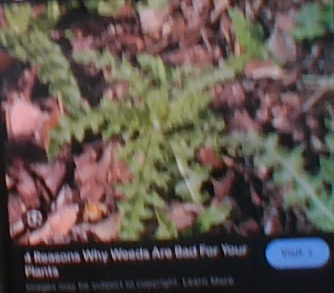 4 Reasons Why Weeds Are Bad For Your
Plants
Visit
Images may be subject to copyright. Learn More